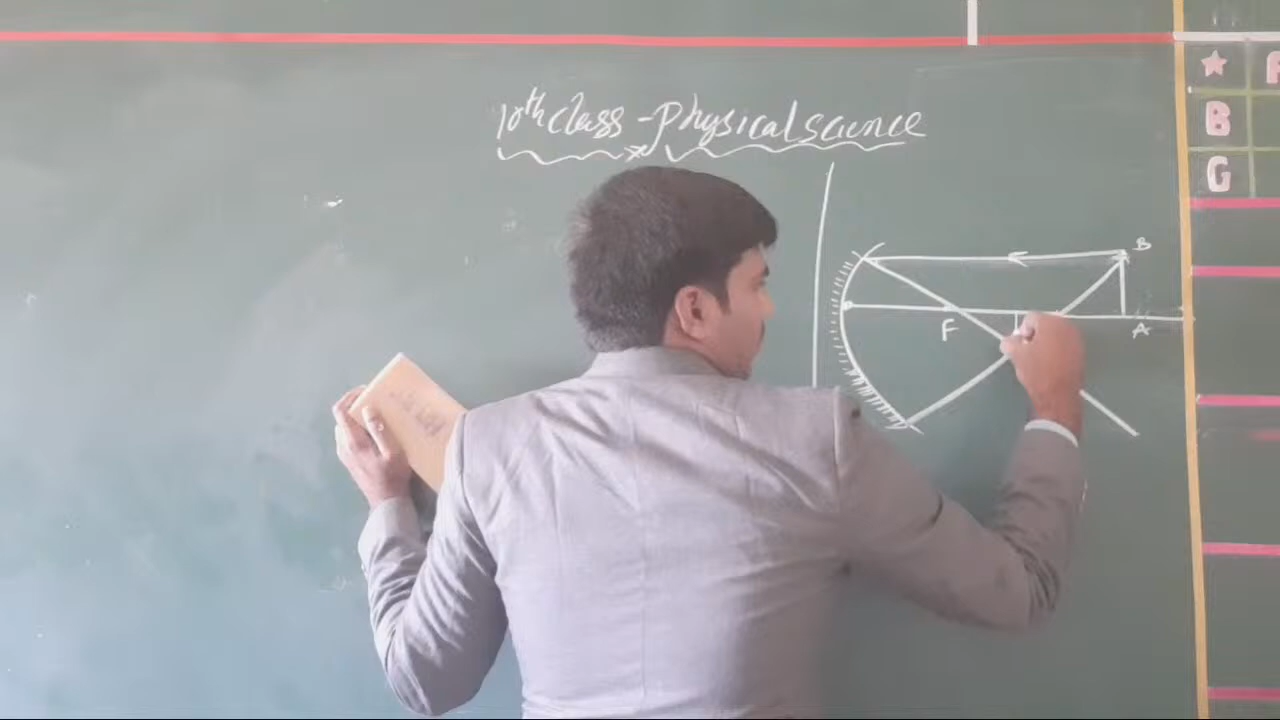 10th class - Physical science
B
F
A
★ F
B
G